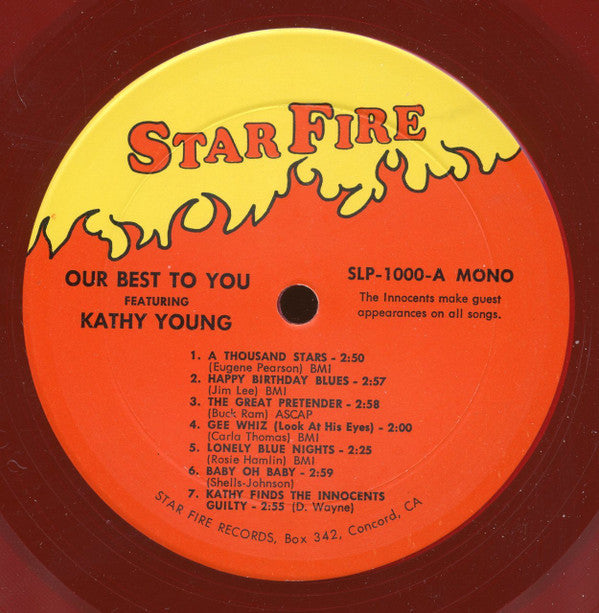 STAR FIRE
OUR BEST TO YOU
FEATURING
KATHY YOUNG
SLP-1000-A MONO
The Innocents make guest
appearances on all songs.
1. A THOUSAND STARS - 2:50
(Eugene Pearson) BMI
2. HAPPY BIRTHDAY BLUES - 2:57
(Jim Lee) BMI
3. THE GREAT PRETENDER - 2:58
(Buck Ram) ASCAP
4. GEE WHIZ (Look At His Eyes) - 2:00
(Carla Thomas) BMI
5. LONELY BLUE NIGHTS - 2:25
(Rosie Hamlin) BMI
6. BABY OH BABY - 2:59
(Shells-Johnson)
7. KATHY FINDS THE INNOCENTS
GUILTY - 2:55 (D. Wayne)
STAR FIRE RECORDS, Box 342, Concord, CA